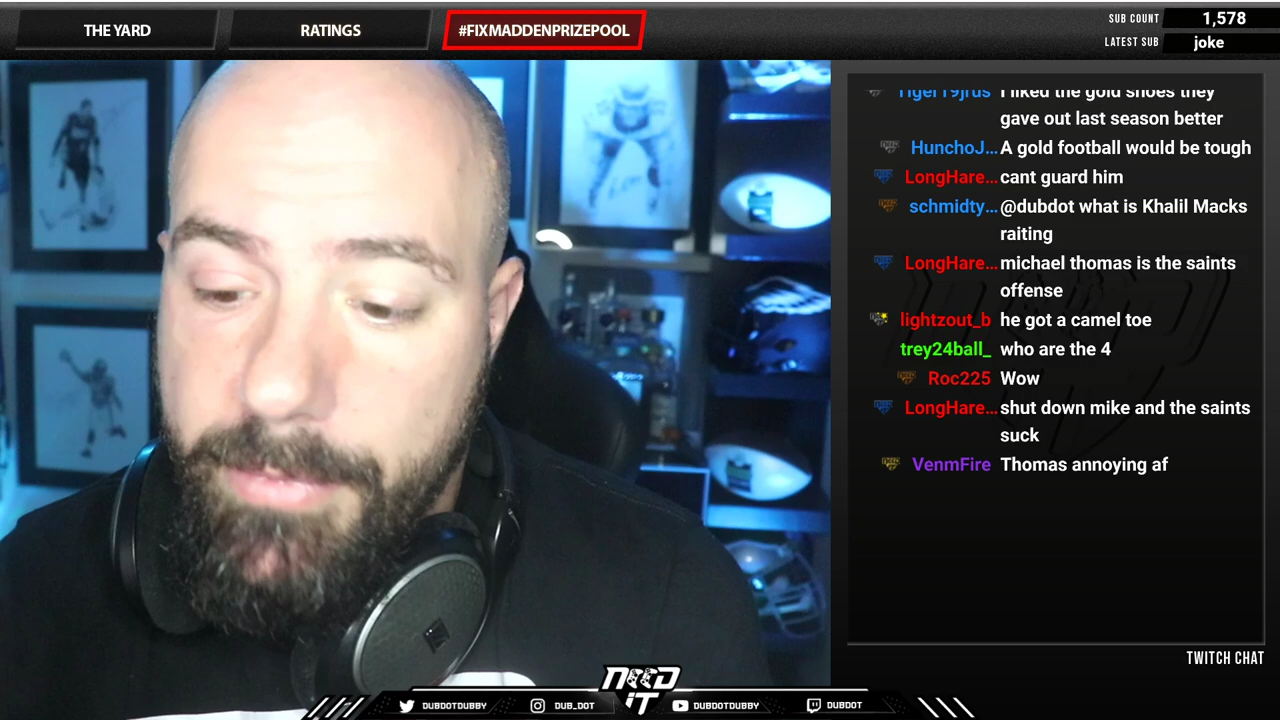 THE YARD
RATINGS
#FIXMADDENPRIZEPOOL
SUB COUNT 1,578
LATEST SUB joke
I liked the gold shoes they
gave out last season better
HunchoJ... A gold football would be tough
LongHare... cant guard him
schmidty... @dubdot what is Khalil Macks
raiting
LongHare... michael thomas is the saints
offense
lightzout_b he got a camel toe
trey24ball_ who are the 4
Roc225 Wow
LongHare... shut down mike and the saints
suck
VenmFire Thomas annoying af
TWITCH CHAT
NEED
IT
DUBDOTDUBBY
DUB_DOT
DUBDOTDUBBY
DUBDOT